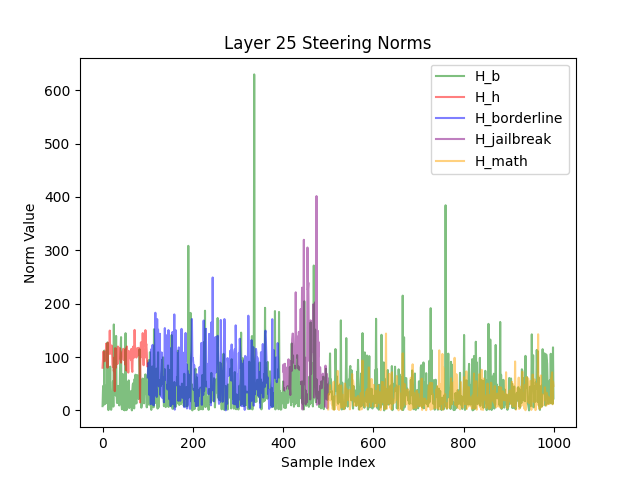 Layer 25 Steering Norms
H_b
H_h
H_borderline
H_jailbreak
H_math
Norm Value
600
500
400
300
200
100
0
0 200 400 600 800 1000
Sample Index